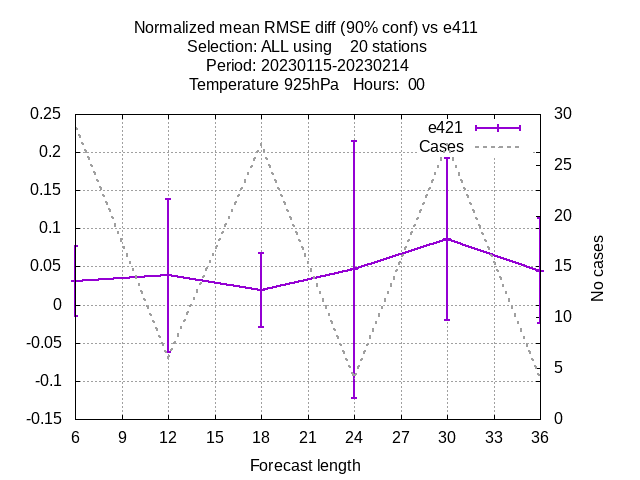 Normalized mean RMSE diff (90% conf) vs e411
Selection: ALL using    20 stations
Period: 20230115-20230214
Temperature 925hPa   Hours:  00
e421
Cases
0.25
0.2
0.15
0.1
0.05
0
-0.05
-0.1
-0.15
30
25
20
15
10
5
0
No cases
6 9 12 15 18 21 24 27 30 33 36
Forecast length